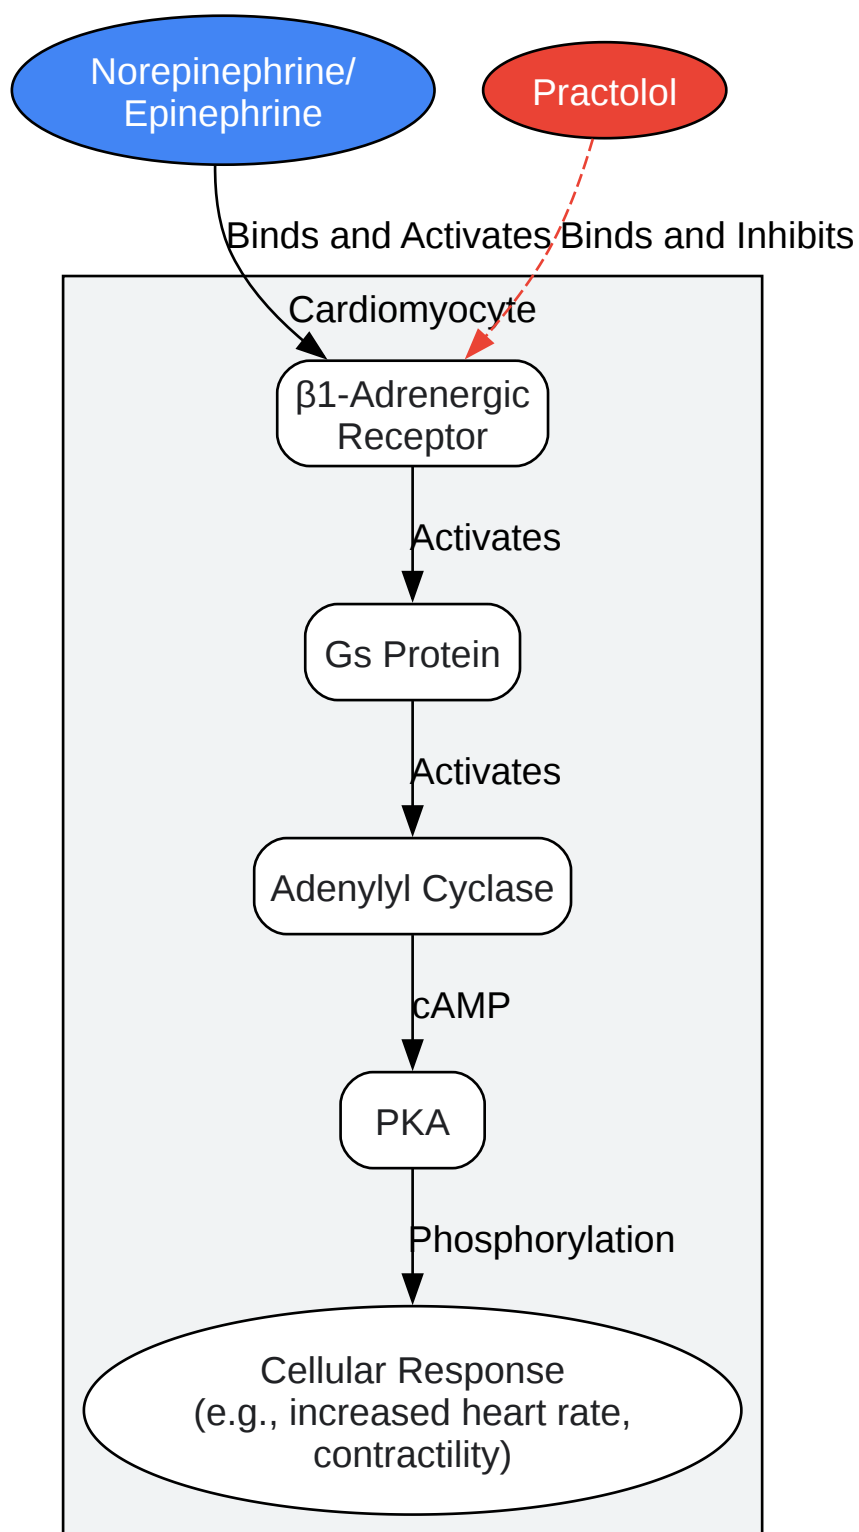 Norepinephrine/
Epinephrine
Practolol
Binds and Activates
Binds and Inhibits
Cardiomyocyte
β1-Adrenergic
Receptor
Activates
Gs Protein
Activates
Adenylyl Cyclase
cAMP
PKA
Phosphorylation
Cellular Response
(e.g., increased heart rate,
contractility)